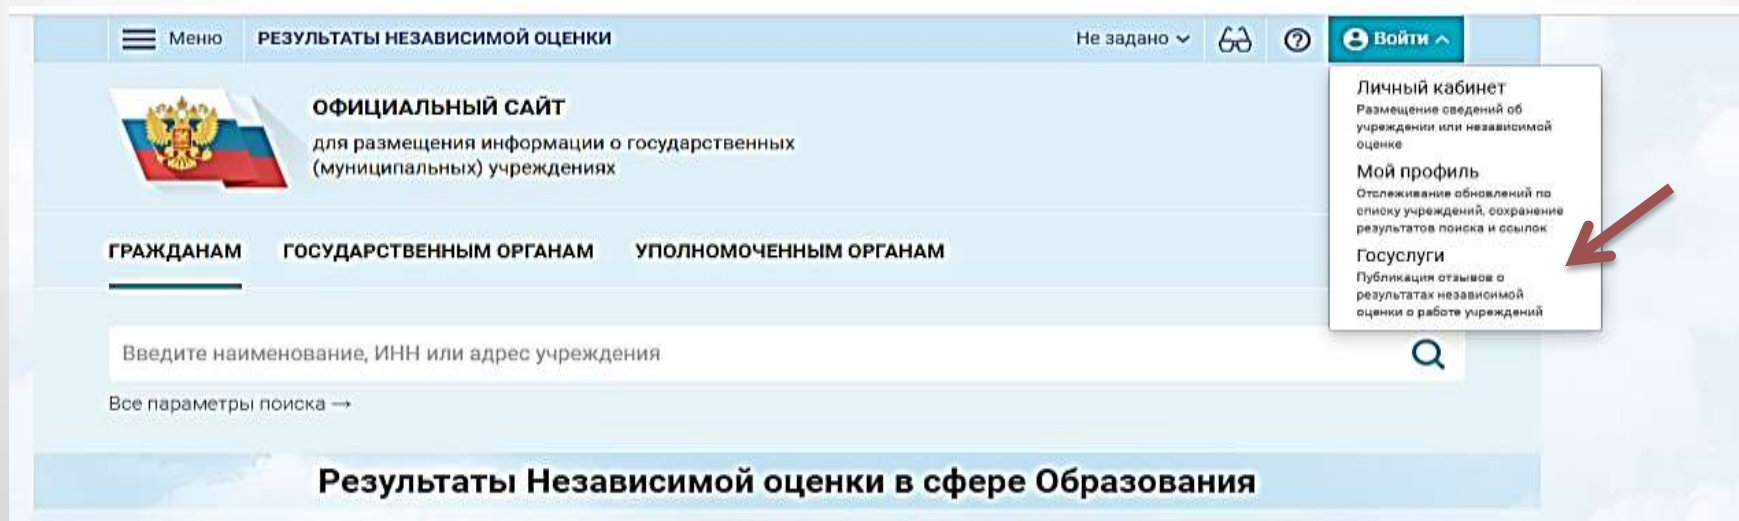 Меню РЕЗУЛЬТАТЫ НЕЗАВИСИМОЙ ОЦЕНКИ Не задано Войти
Личный кабинет
Размещение сведений об
учреждении или независимой
оценке
Мой профиль
Отслеживание обновлений по
списку учреждений, сохранение
результатов поиска и ссылок
Госуслуги
Публикация отзывов о
результатах независимой
оценки о работе учреждений
ОФИЦИАЛЬНЫЙ САЙТ
для размещения информации о государственных
(муниципальных) учреждениях
ГРАЖДАНАМ ГОСУДАРСТВЕННЫМ ОРГАНАМ УПОЛНОМОЧЕННЫМ ОРГАНАМ
Введите наименование, ИНН или адрес учреждения
Все параметры поиска →
Результаты Независимой оценки в сфере Образования